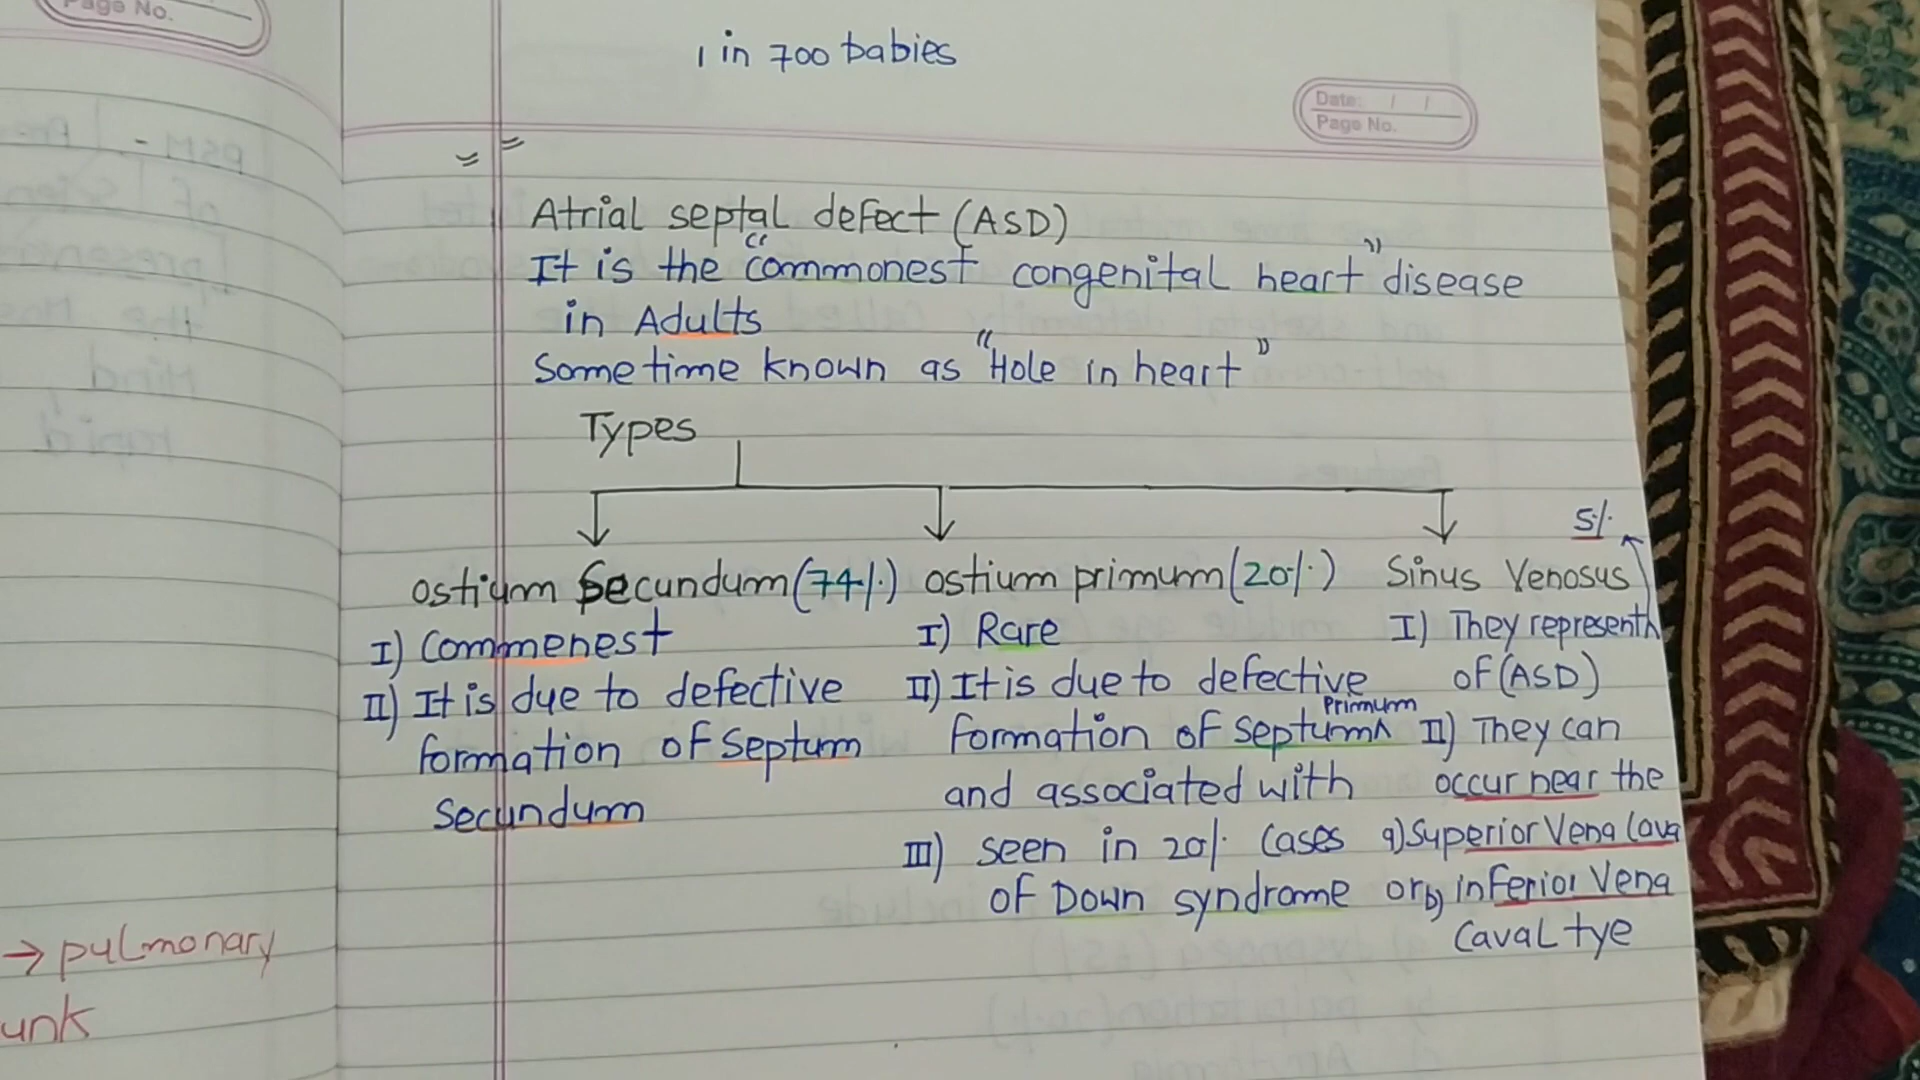 Page No.
1 in 700 babies
Date: / /
Page No.
Atrial septal defect (ASD)
It is the "commonest congenital heart" disease
in Adults
Sometime known as "Hole in heart"
Types
5%
ostium Secundum (74%)
I) Commenest
II) It is due to defective
formation of septum
secundum
ostium primum (20%)
I) Rare
II) It is due to defective
formation of septum primum
and associated with
III) seen in 20% cases
of Down syndrome
Sinus Venosus
I) They represent
of (ASD)
II) They can
occur near the
a) Superior Vena Cava
or b) inferior Vena
Caval tye
→ pulmonary
unk